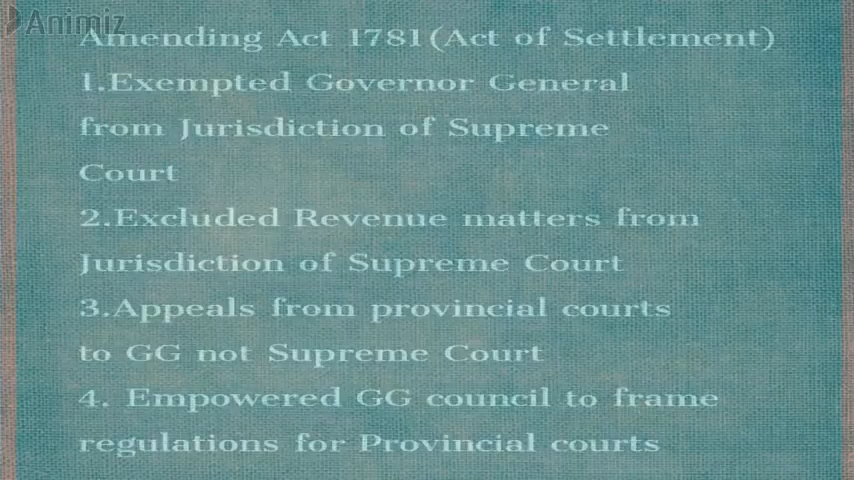 Animiz
Amending Act 1781(Act of Settlement)
1.Exempted Governor General
from Jurisdiction of Supreme
Court
2.Excluded Revenue matters from
Jurisdiction of Supreme Court
3.Appeals from provincial courts
to GG not Supreme Court
4. Empowered GG council to frame
regulations for Provincial courts